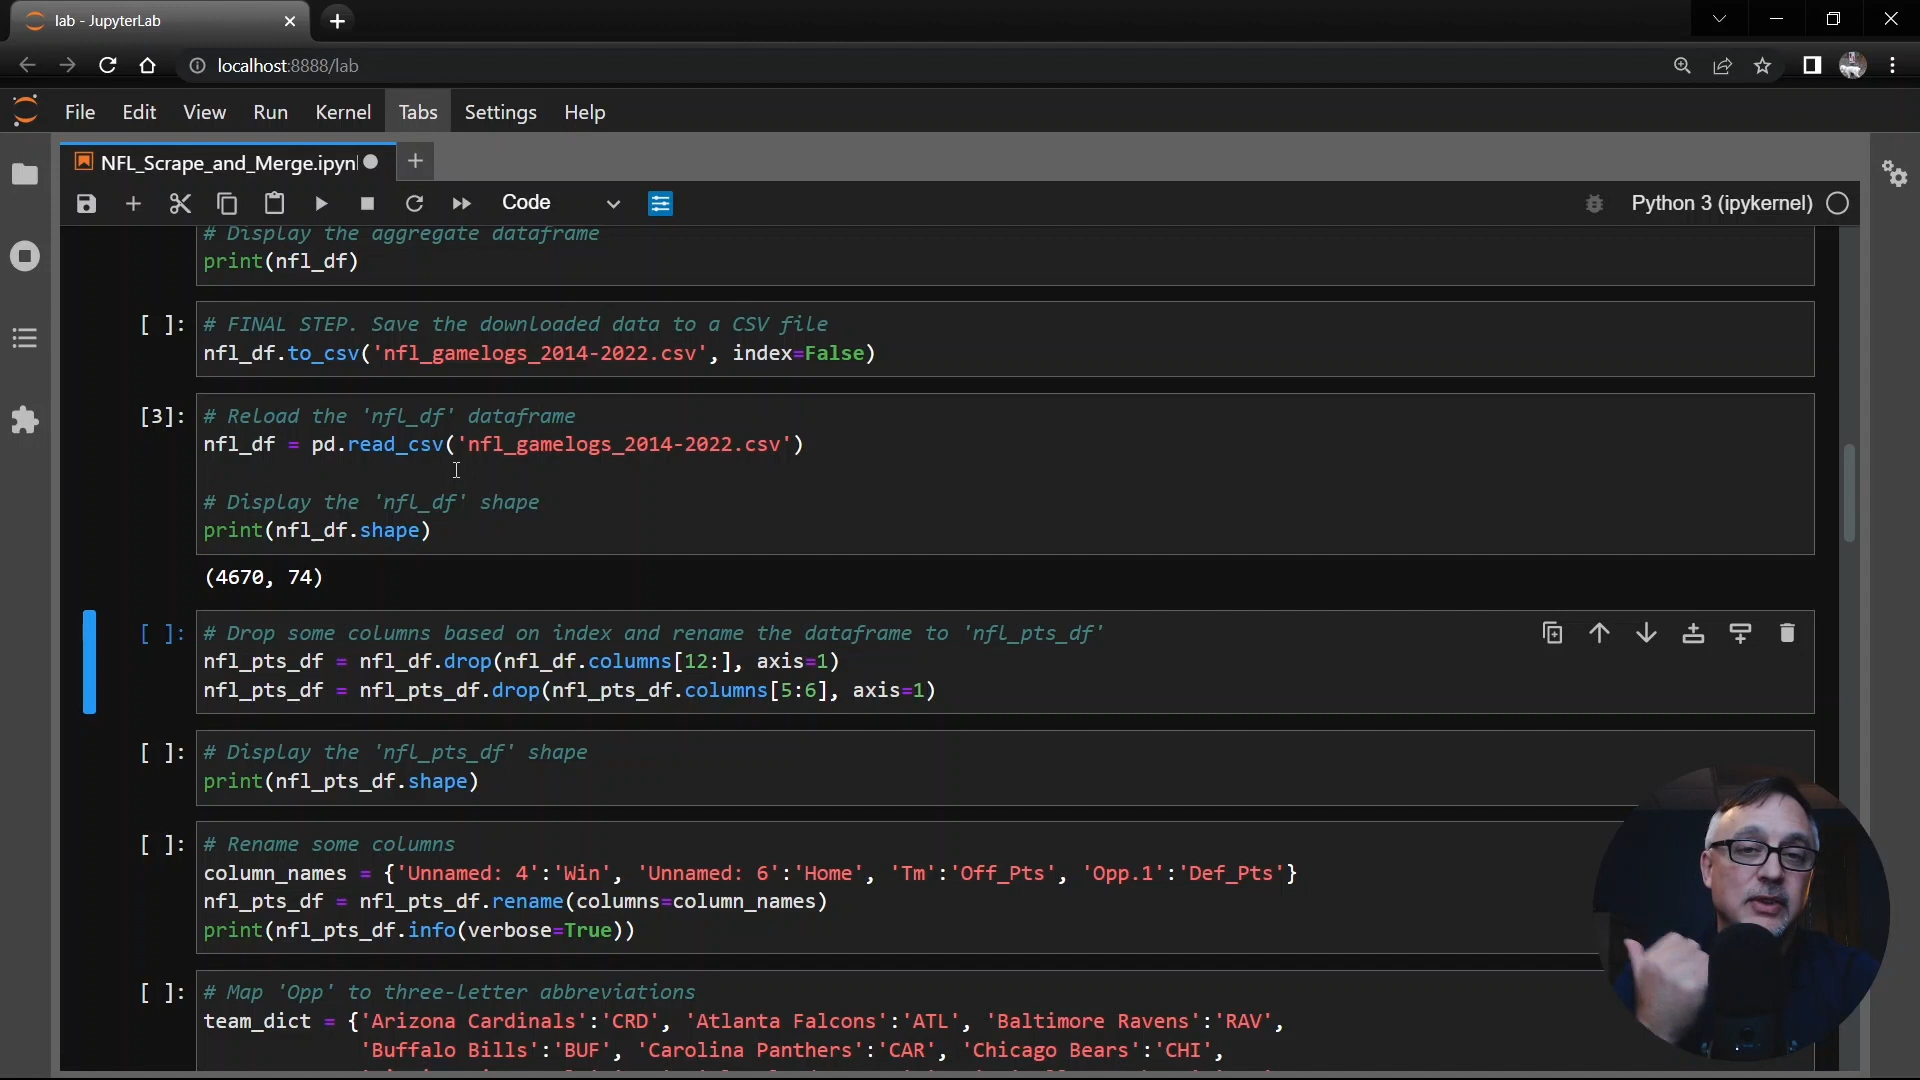 lab - JupyterLab
localhost:8888/lab
File Edit View Run Kernel Tabs Settings Help
NFL_Scrape_and_Merge.ipynl
Code
Python 3 (ipykernel)
# Display the aggregate dataframe
print(nfl_df)
[ ]: # FINAL STEP. Save the downloaded data to a CSV file
nfl_df.to_csv('nfl_gamelogs_2014-2022.csv', index=False)
[3]: # Reload the 'nfl_df' dataframe
nfl_df = pd.read_csv('nfl_gamelogs_2014-2022.csv')
# Display the 'nfl_df' shape
print(nfl_df.shape)
(4670, 74)
[ ]: # Drop some columns based on index and rename the dataframe to 'nfl_pts_df'
nfl_pts_df = nfl_df.drop(nfl_df.columns[12:], axis=1)
nfl_pts_df = nfl_pts_df.drop(nfl_pts_df.columns[5:6], axis=1)
[ ]: # Display the 'nfl_pts_df' shape
print(nfl_pts_df.shape)
[ ]: # Rename some columns
column_names = {'Unnamed: 4':'Win', 'Unnamed: 6':'Home', 'Tm':'Off_Pts', 'Opp.1':'Def_Pts'}
nfl_pts_df = nfl_pts_df.rename(columns=column_names)
print(nfl_pts_df.info(verbose=True))
[ ]: # Map 'Opp' to three-letter abbreviations
team_dict = {'Arizona Cardinals':'CRD', 'Atlanta Falcons':'ATL', 'Baltimore Ravens':'RAV',
'Buffalo Bills':'BUF', 'Carolina Panthers':'CAR', 'Chicago Bears':'CHI',